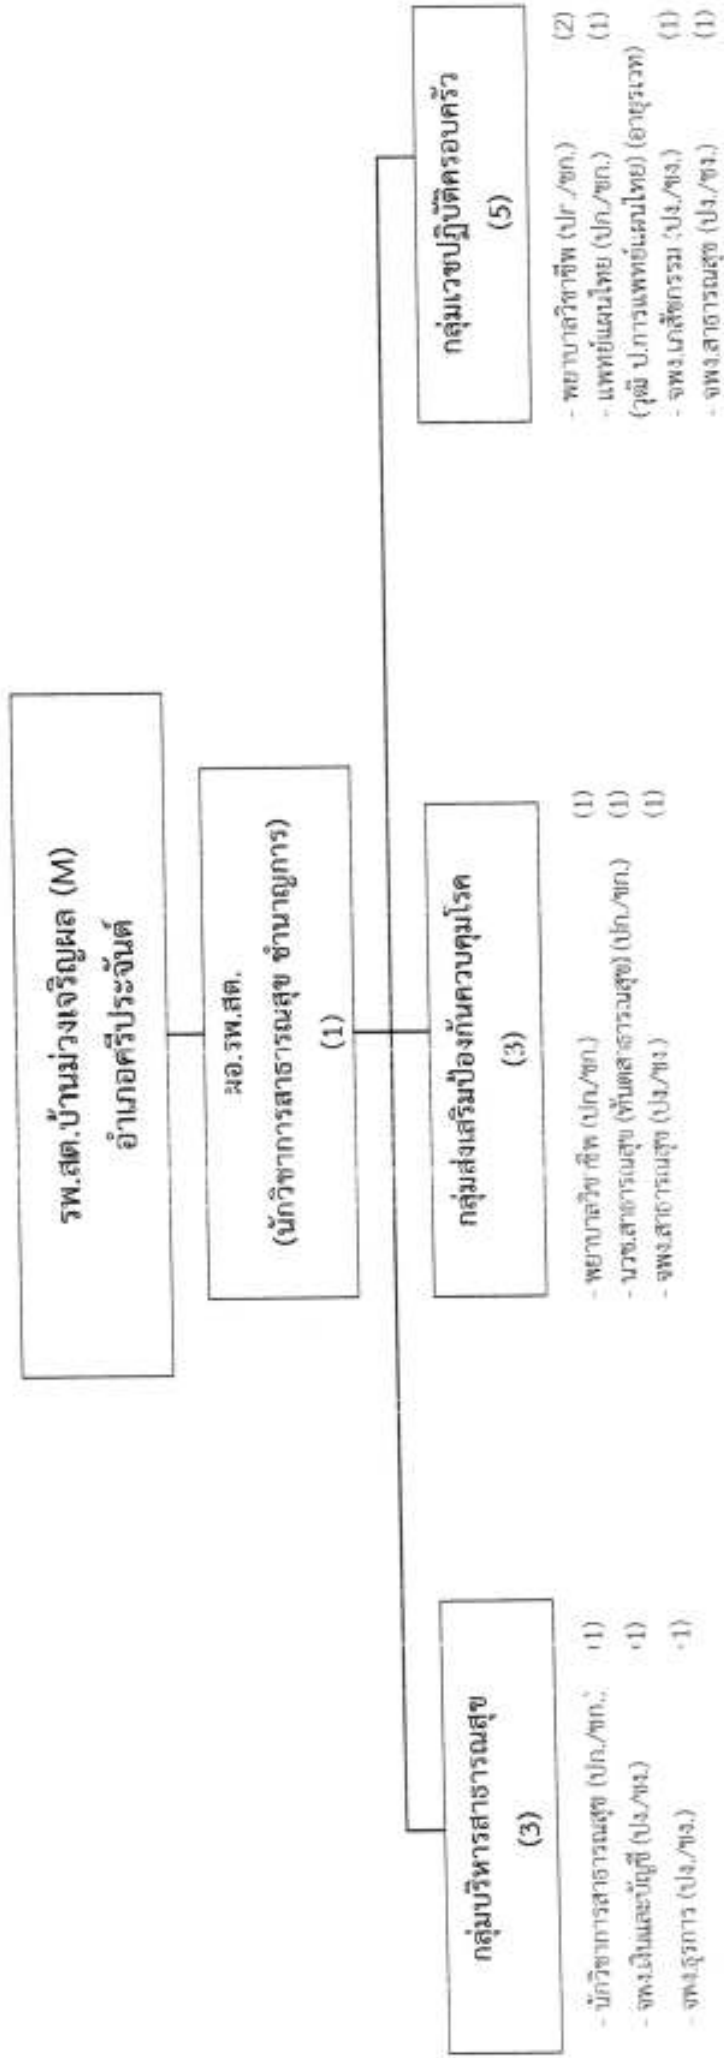 รพ.สต.บ้านม่วงเจริญผล (M)
อำเภอศรีประจันต์
ผอ.รพ.สต.
(นักวิชาการสาธารณสุข ชำนาญการ)
(1)
กลุ่มบริหารสาธารณสุข
(3)
- นักวิชาการสาธารณสุข (ปก./ชก.) (1)
- จพง.เงินและบัญชี (ปง./ชง.) (1)
- จพง.ธุรการ (ปง./ชง.) (1)
กลุ่มส่งเสริมป้องกันควบคุมโรค
(3)
- พยาบาลวิชาชีพ (ปก./ชก.) (1)
- นวช.สาธารณสุข (ทันตสาธารณสุข) (ปก./ชก.) (1)
- จพง.สาธารณสุข (ปง./ชง.) (1)
กลุ่มเวชปฏิบัติครอบครัว
(5)
- พยาบาลวิชาชีพ (ปก./ชก.) (2)
- แพทย์แผนไทย (ปก./ชก.) (1)
(วุฒิ ป.การแพทย์แผนไทย) (อายุรเวท)
- จพง.เภสัชกรรม (ปง./ชง.) (1)
- จพง.สาธารณสุข (ปง./ชง.) (1)